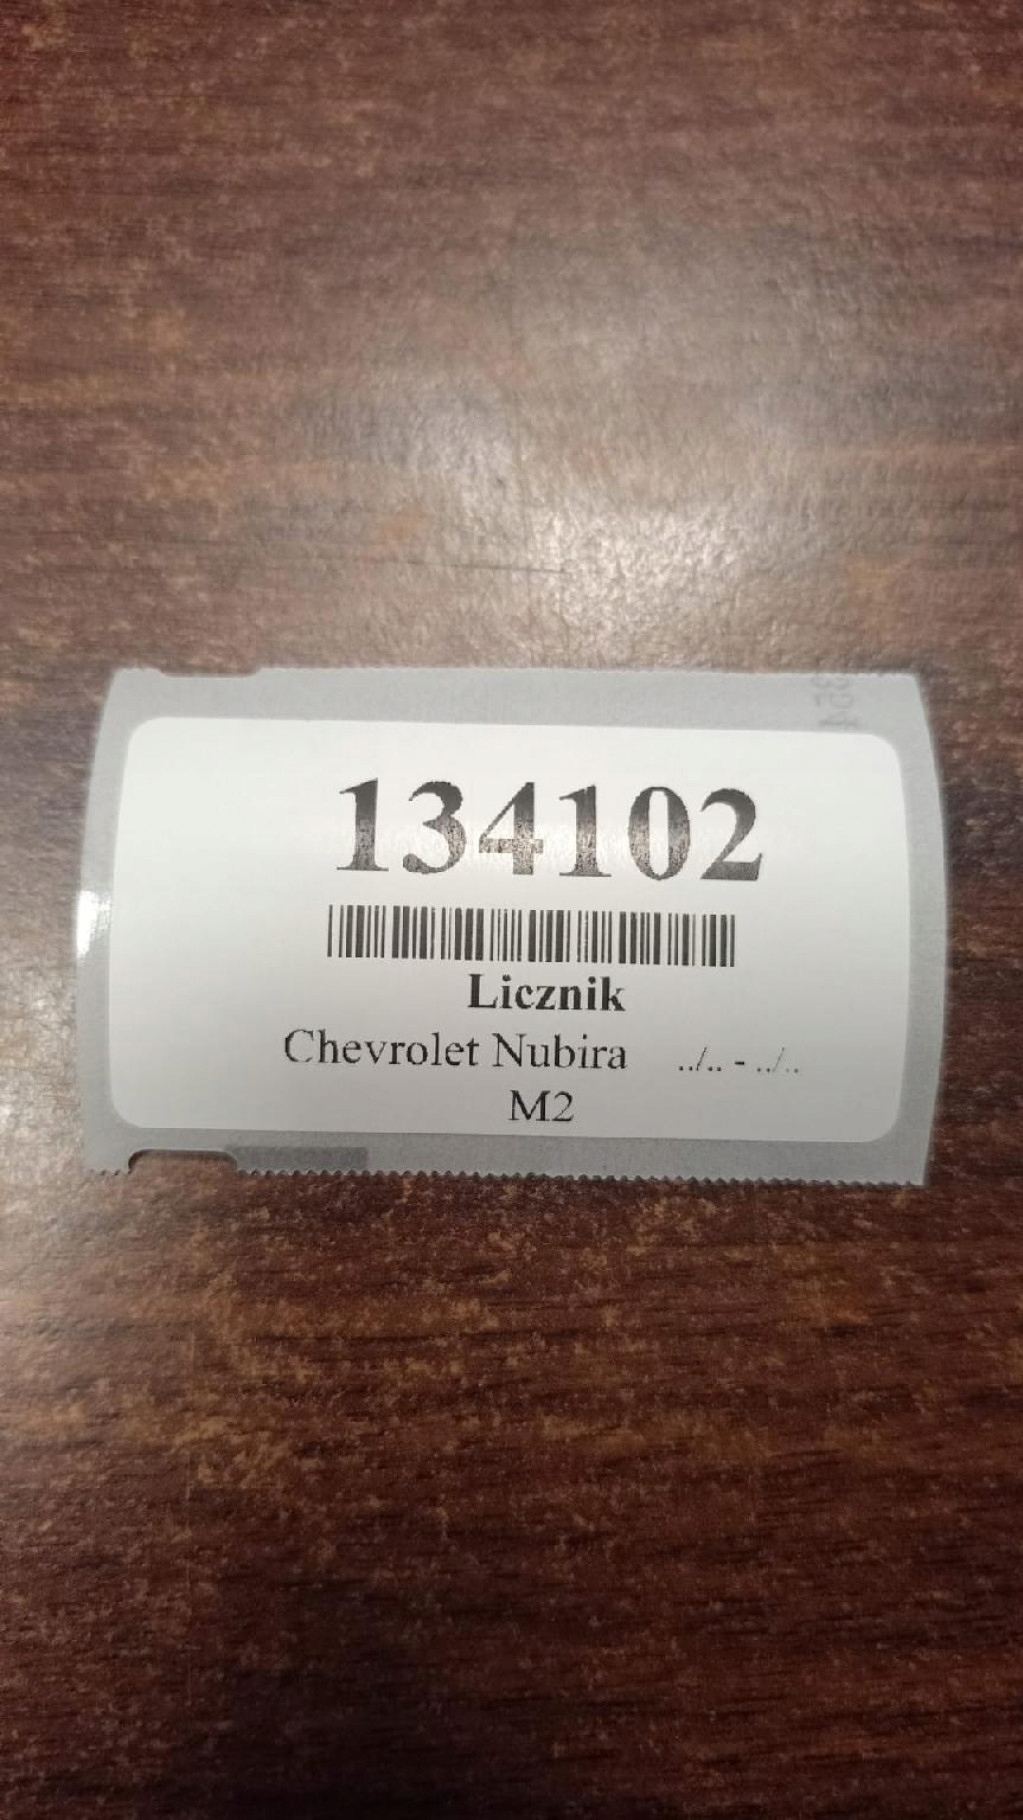 134102
Licznik
Chevrolet Nubira ../.. - ../..
M2